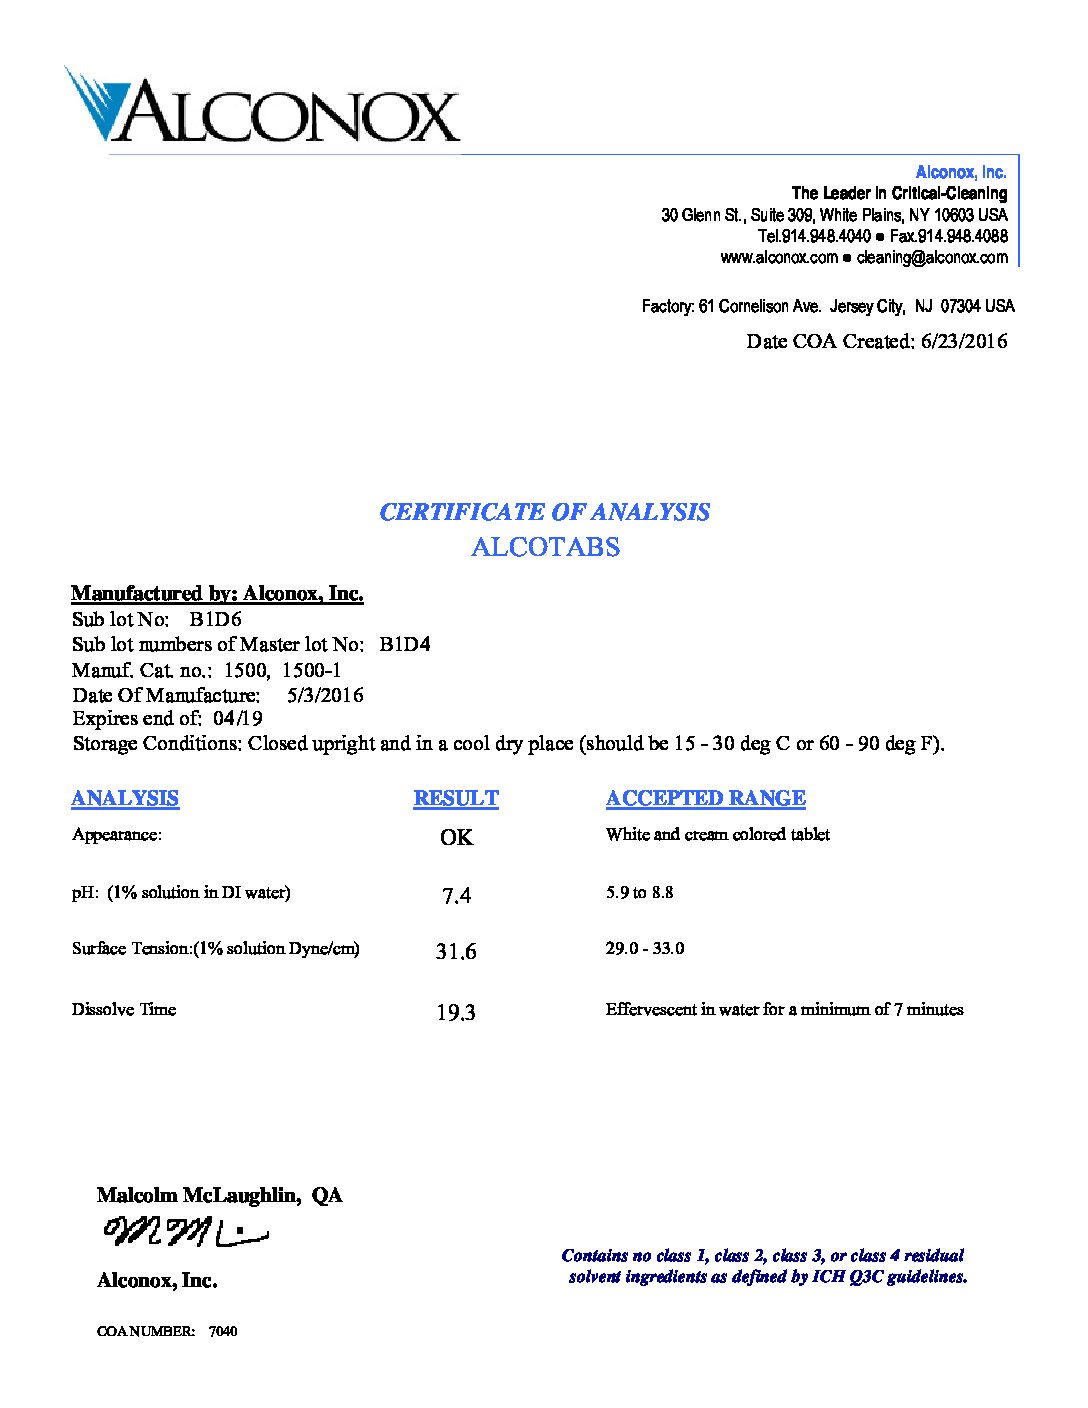 ALCONOX
Alconox, Inc.
The Leader in Critical-Cleaning
30 Glenn St., Suite 309, White Plains, NY 10603 USA
Tel.914.948.4040 ● Fax.914.948.4088
www.alconox.com ● cleaning@alconox.com
Factory: 61 Cornelison Ave. Jersey City, NJ 07304 USA
Date COA Created: 6/23/2016
CERTIFICATE OF ANALYSIS
ALCOTABS
Manufactured by: Alconox, Inc.
Sub lot No: B1D6
Sub lot numbers of Master lot No: B1D4
Manuf. Cat. no.: 1500, 1500-1
Date Of Manufacture: 5/3/2016
Expires end of: 04/19
Storage Conditions: Closed upright and in a cool dry place (should be 15 - 30 deg C or 60 - 90 deg F).
ANALYSIS RESULT ACCEPTED RANGE
Appearance: OK White and cream colored tablet
pH: (1% solution in DI water) 7.4 5.9 to 8.8
Surface Tension:(1% solution Dyne/cm) 31.6 29.0 - 33.0
Dissolve Time 19.3 Effervescent in water for a minimum of 7 minutes
Malcolm McLaughlin, QA
Alconox, Inc.
Contains no class 1, class 2, class 3, or class 4 residual
solvent ingredients as defined by ICH Q3C guidelines.
COA NUMBER: 7040